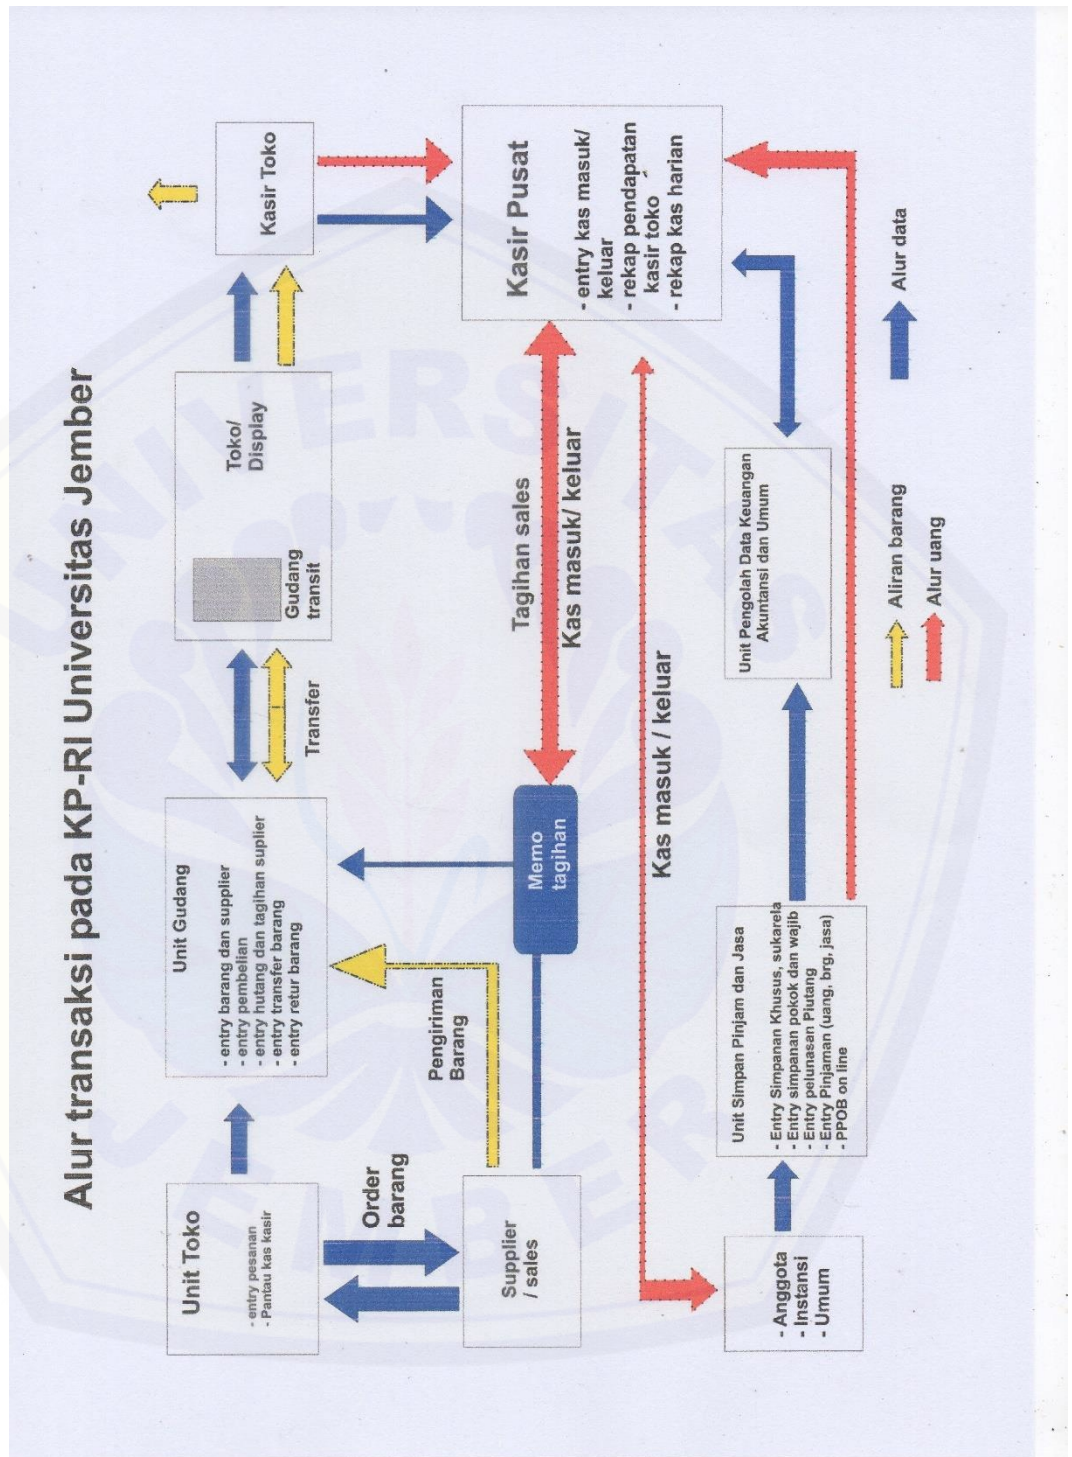 Alur transaksi pada KP-RI Universitas Jember
Unit Toko
- entry pesanan
- Pantau kas kasir
Unit Gudang
- entry barang dan supplier
- entry pembelian
- entry hutang dan tagihan suplier
- entry transfer barang
- entry retur barang
Transfer
Toko/
Display
Gudang
transit
Kasir Toko
Order
barang
Supplier
/ sales
Pengiriman
Barang
Memo
tagihan
Tagihan sales
Kas masuk/ keluar
Kasir Pusat
- entry kas masuk/
keluar
- rekap pendapatan
kasir toko
- rekap kas harian
Kas masuk / keluar
- Anggota
- Instansi
- Umum
Unit Simpan Pinjam dan Jasa
- Entry Simpanan Khusus, sukarela
- Entry simpanan pokok dan wajib
- Entry pelunasan Piutang
- Entry Pinjaman (uang, brg, jasa)
- PPOB on line
Unit Pengolah Data Keuangan
Akuntansi dan Umum
Aliran barang
Alur uang
Alur data
UNIVERSITAS
JEMBER